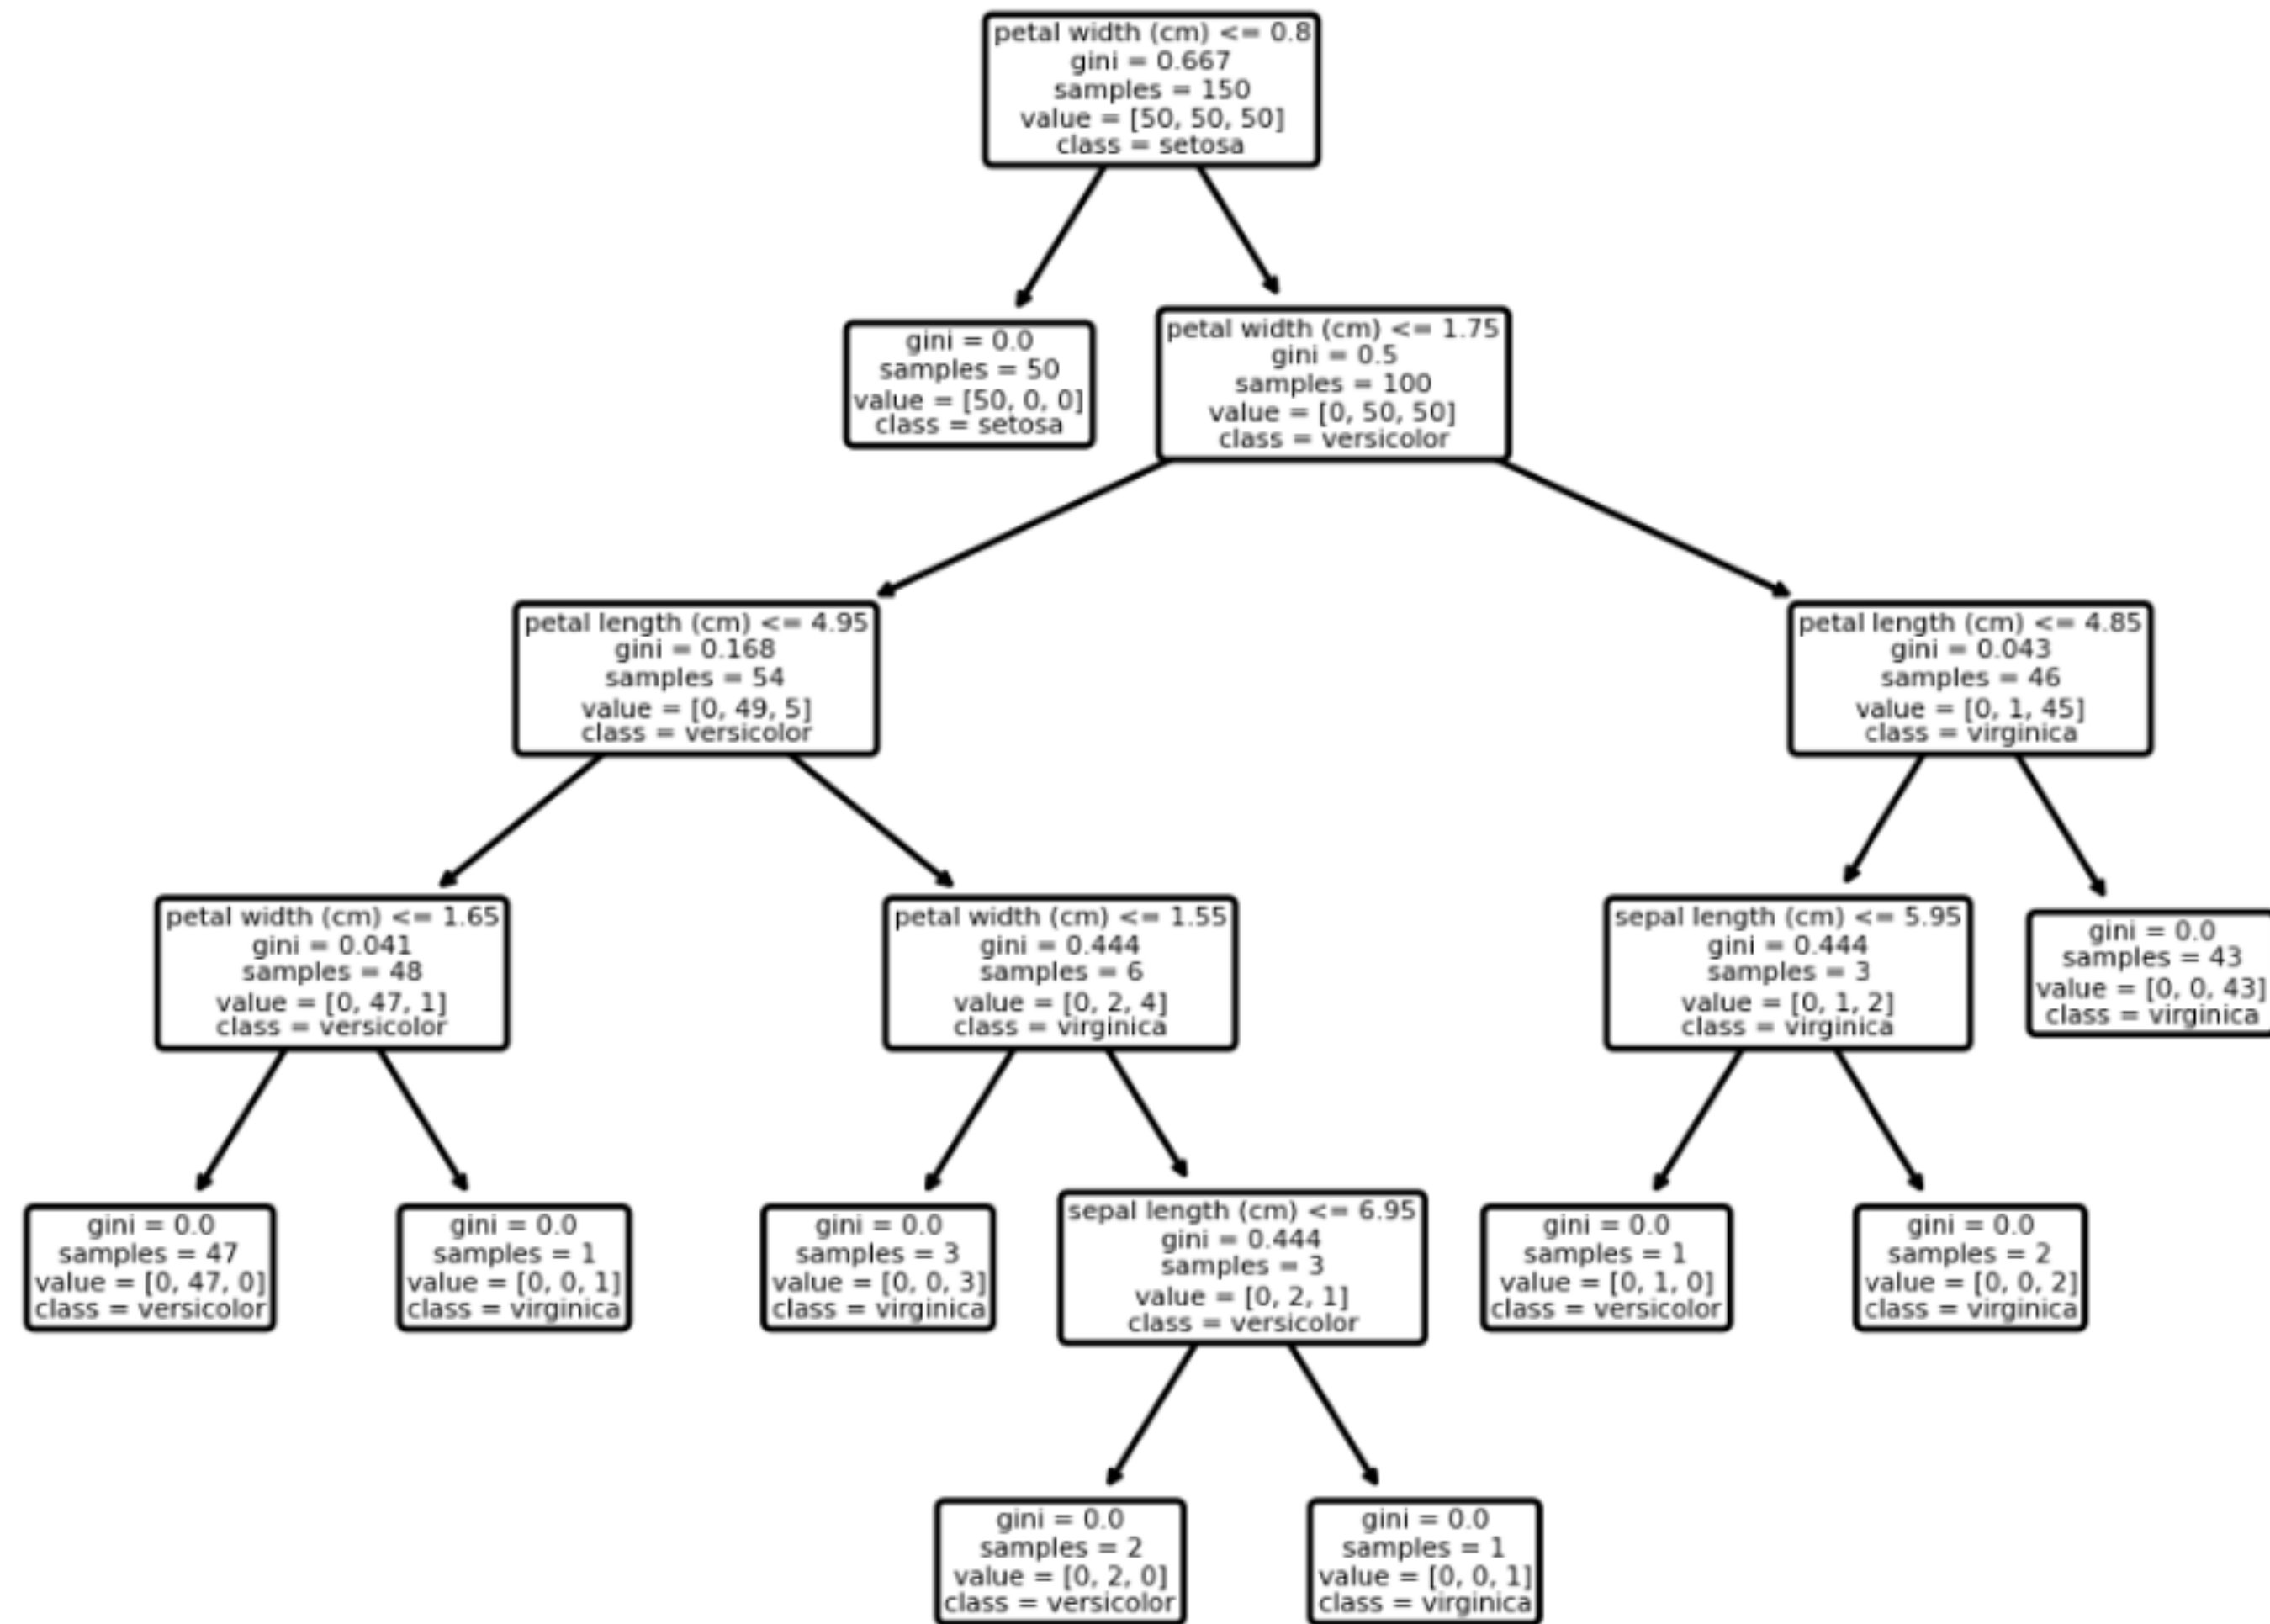 petal width (cm) <= 0.8
gini = 0.667
samples = 150
value = [50, 50, 50]
class = setosa
gini = 0.0
samples = 50
value = [50, 0, 0]
class = setosa
petal width (cm) <= 1.75
gini = 0.5
samples = 100
value = [0, 50, 50]
class = versicolor
petal length (cm) <= 4.95
gini = 0.168
samples = 54
value = [0, 49, 5]
class = versicolor
petal length (cm) <= 4.85
gini = 0.043
samples = 46
value = [0, 1, 45]
class = virginica
petal width (cm) <= 1.65
gini = 0.041
samples = 48
value = [0, 47, 1]
class = versicolor
petal width (cm) <= 1.55
gini = 0.444
samples = 6
value = [0, 2, 4]
class = virginica
sepal length (cm) <= 5.95
gini = 0.444
samples = 3
value = [0, 1, 2]
class = virginica
gini = 0.0
samples = 43
value = [0, 0, 43]
class = virginica
gini = 0.0
samples = 47
value = [0, 47, 0]
class = versicolor
gini = 0.0
samples = 1
value = [0, 0, 1]
class = virginica
gini = 0.0
samples = 3
value = [0, 0, 3]
class = virginica
sepal length (cm) <= 6.95
gini = 0.444
samples = 3
value = [0, 2, 1]
class = versicolor
gini = 0.0
samples = 1
value = [0, 1, 0]
class = versicolor
gini = 0.0
samples = 2
value = [0, 0, 2]
class = virginica
gini = 0.0
samples = 2
value = [0, 2, 0]
class = versicolor
gini = 0.0
samples = 1
value = [0, 0, 1]
class = virginica